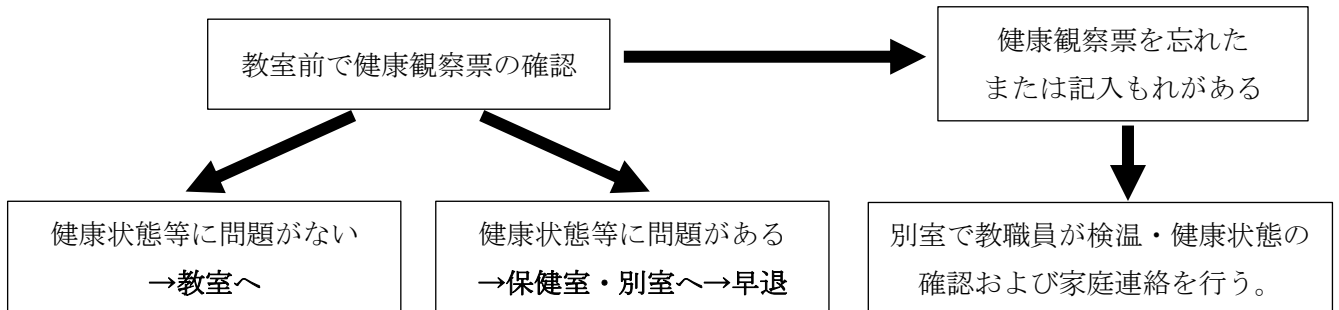 教室前で健康観察票の確認
健康観察票を忘れた
または記入もれがある
健康状態等に問題がない
→教室へ
健康状態等に問題がある
→保健室・別室へ→早退
別室で教職員が検温・健康状態の
確認および家庭連絡を行う。